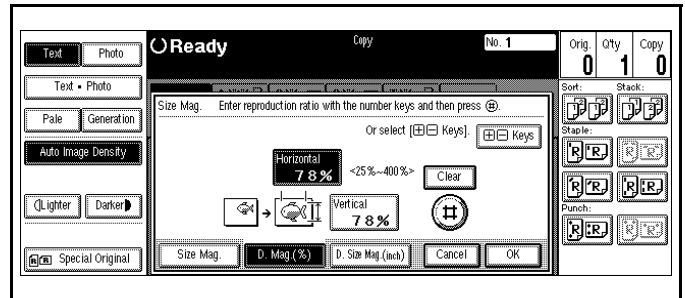 Text
Photo
Text • Photo
Pale
Generation
Auto Image Density
Lighter
Darker
Special Original
Ready
Copy
No. 1
Size Mag. Enter reproduction ratio with the number keys and then press
Or select [⊞⊟ Keys].
⊞⊟ Keys
Horizontal
78%
<25%~400%>
Clear
Vertical
78%
Size Mag.
D. Mag.(%)
D. Size Mag.(inch)
Cancel
OK
Orig. Q'ty Copy
0 1 0
Sort: Stack:
Staple:
Punch: